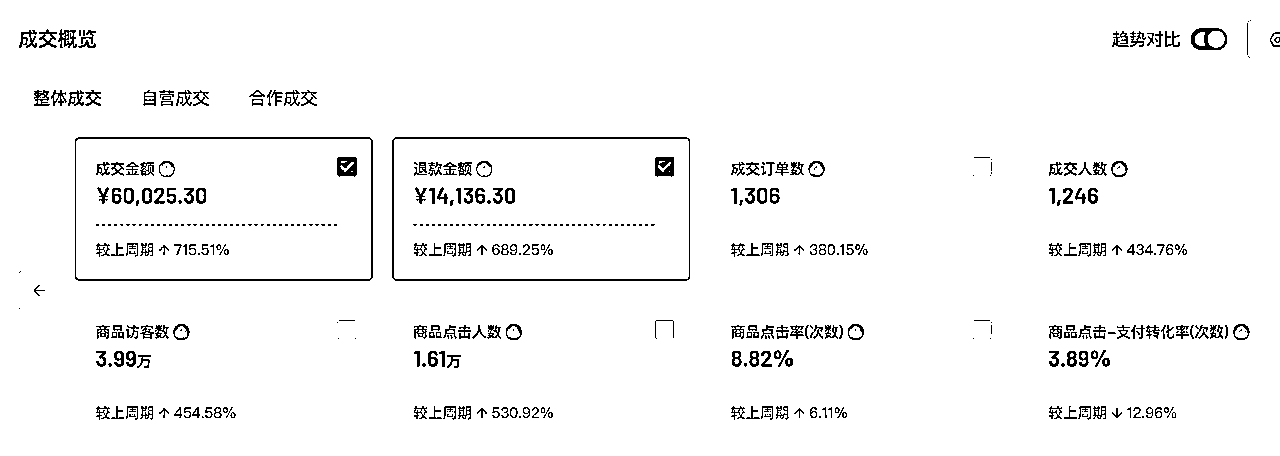 成交概览
趋势对比
整体成交 自营成交 合作成交
成交金额 退款金额 成交订单数 成交人数
¥60,025.30 ¥14,136.30 1,306 1,246
较上周期 ↑ 715.51% 较上周期 ↑ 689.25% 较上周期 ↑ 380.15% 较上周期 ↑ 434.76%
商品访客数 商品点击人数 商品点击率(次数) 商品点击-支付转化率(次数)
3.99万 1.61万 8.82% 3.89%
较上周期 ↑ 454.58% 较上周期 ↑ 530.92% 较上周期 ↑ 6.11% 较上周期 ↓ 12.96%